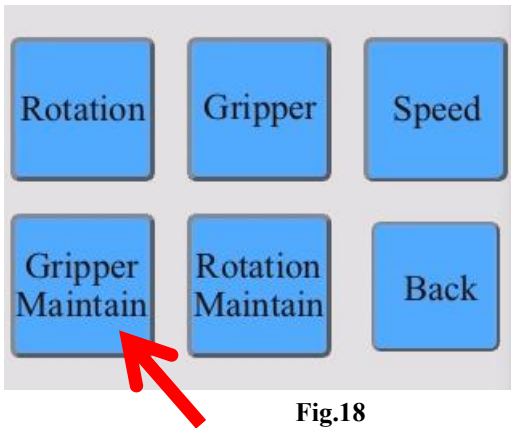 Rotation
Gripper
Speed
Gripper
Maintain
Rotation
Maintain
Back
Fig.18